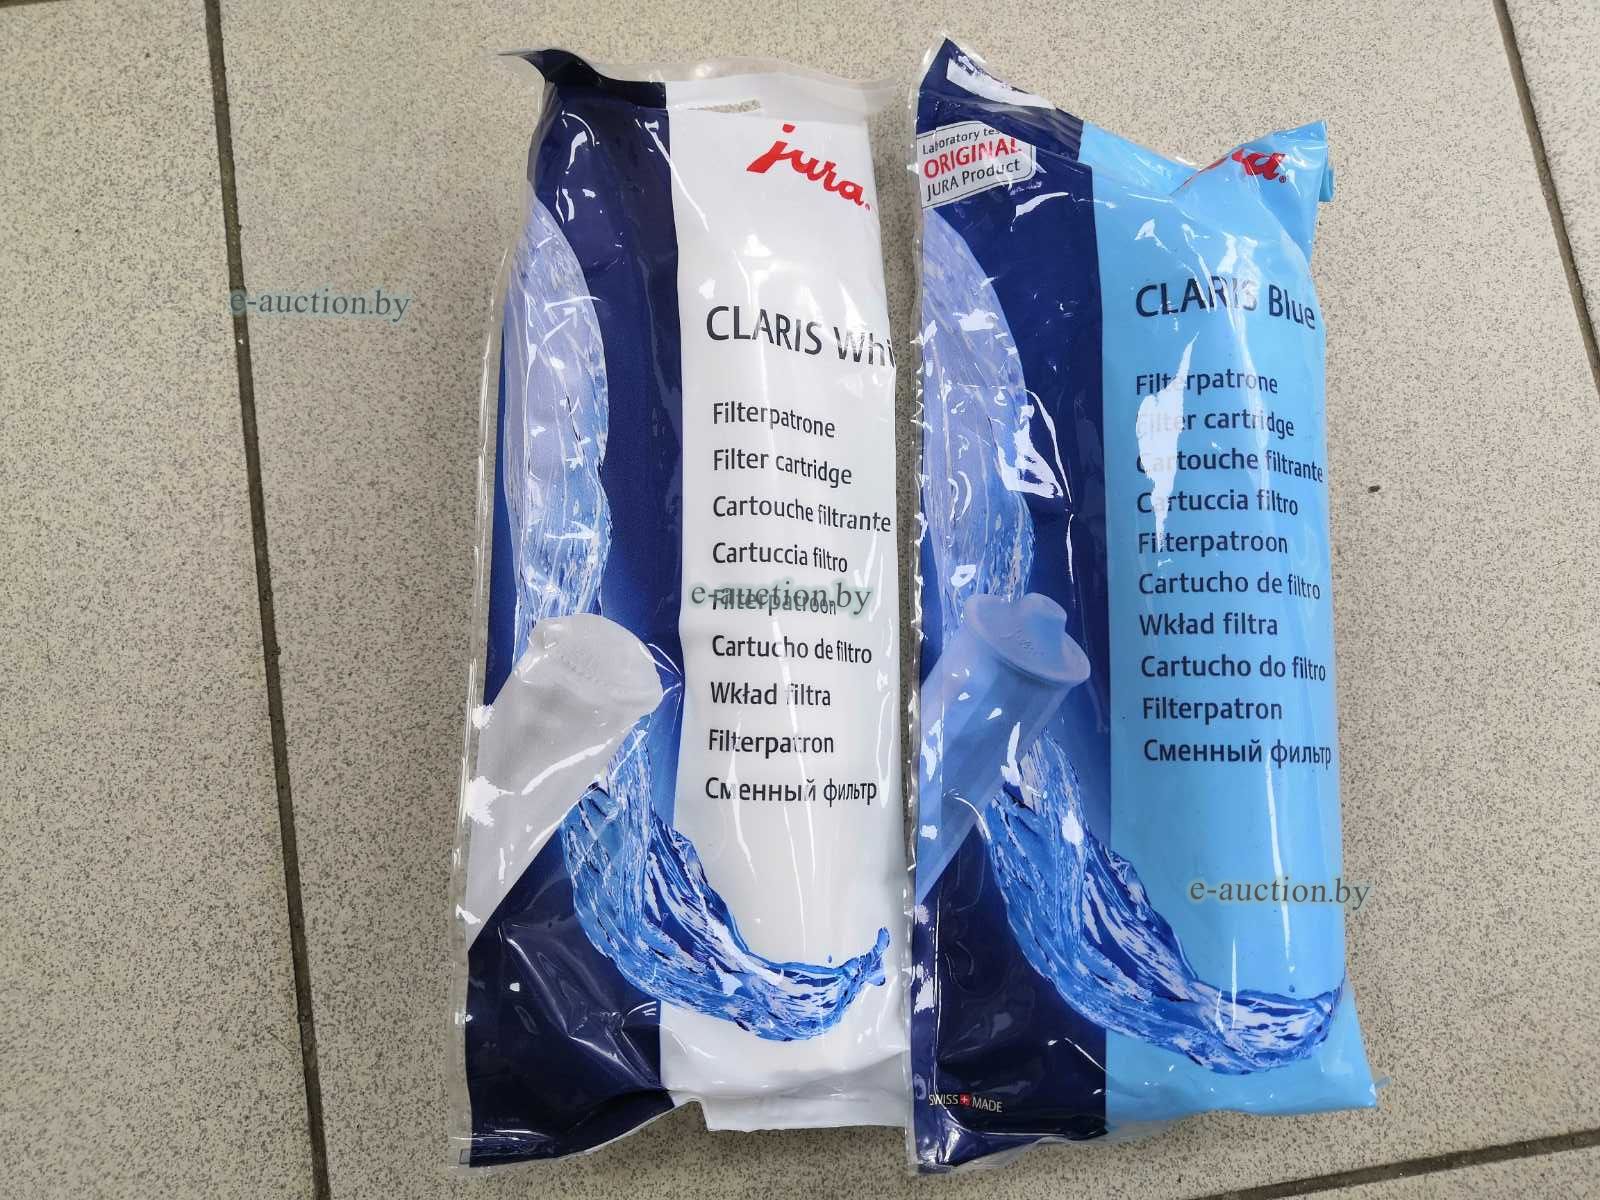 jura
CLARIS Whi
Filterpatrone
Filter cartridge
Cartouche filtrante
Cartuccia filtro
Filterpatroon
Cartucho de filtro
Wkład filtra
Filterpatron
Сменный фильтр
Laboratory tes
ORIGINAL
JURA Product
CLARIS Blue
Filterpatrone
Filter cartridge
Cartouche filtrante
Cartuccia filtro
Filterpatroon
Cartucho de filtro
Wkład filtra
Cartucho do filtro
Filterpatron
Сменный фильтр
SWISS MADE
e-auction.by
e-auction.by
e-auction.by